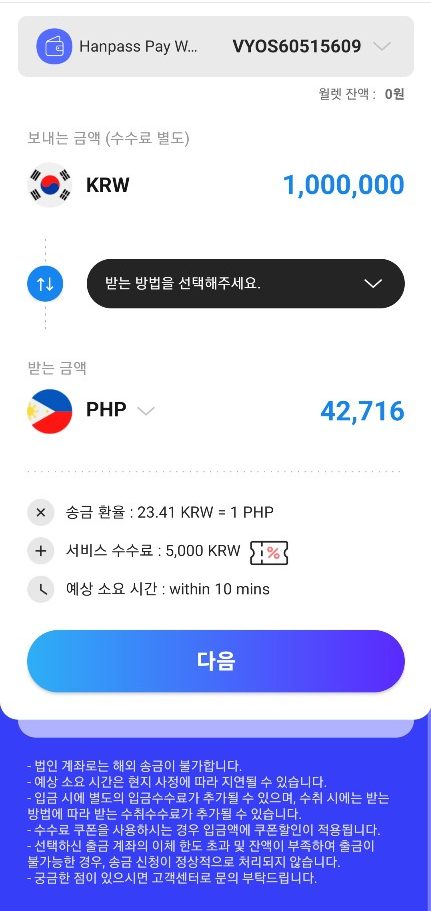 Hanpass Pay W... VYOS60515609
월렛 잔액 : 0원
보내는 금액 (수수료 별도)
KRW 1,000,000
받는 방법을 선택해주세요.
받는 금액
PHP 42,716
송금 환율 : 23.41 KRW = 1 PHP
서비스 수수료 : 5,000 KRW %
예상 소요 시간 : within 10 mins
다음
- 법인 계좌로는 해외 송금이 불가합니다.
- 예상 소요 시간은 현지 사정에 따라 지연될 수 있습니다.
- 입금 시에 별도의 입금수수료가 추가될 수 있으며, 수취 시에는 받는
방법에 따라 받는 수취수수료가 추가될 수 있습니다.
- 수수료 쿠폰을 사용하시는 경우 입금액에 쿠폰할인이 적용됩니다.
- 선택하신 출금 계좌의 이체 한도 초과 및 잔액이 부족하여 출금이
불가능한 경우, 송금 신청이 정상적으로 처리되지 않습니다.
- 궁금한 점이 있으시면 고객센터로 문의 부탁드립니다.